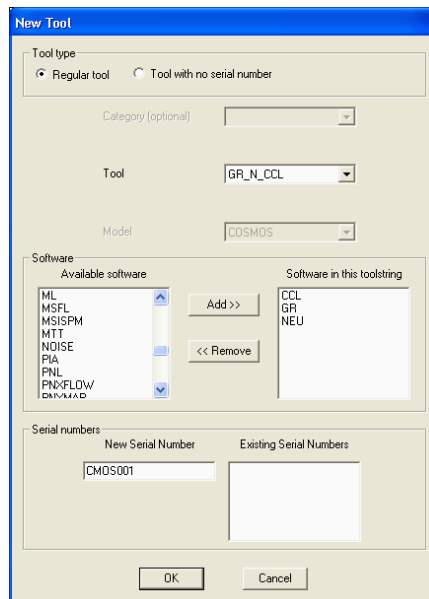 New Tool
Tool type
Regular tool
Tool with no serial number
Category (optional)
Tool
GR_N_CCL
Model
COSMOS
Software
Available software
Software in this toolstring
ML
MSFL
MSISPM
MTT
NOISE
PIA
PNL
PNXFLOW
PNXMAP
Add >>
<< Remove
CCL
GR
NEU
Serial numbers
New Serial Number
Existing Serial Numbers
CMOS001
OK
Cancel